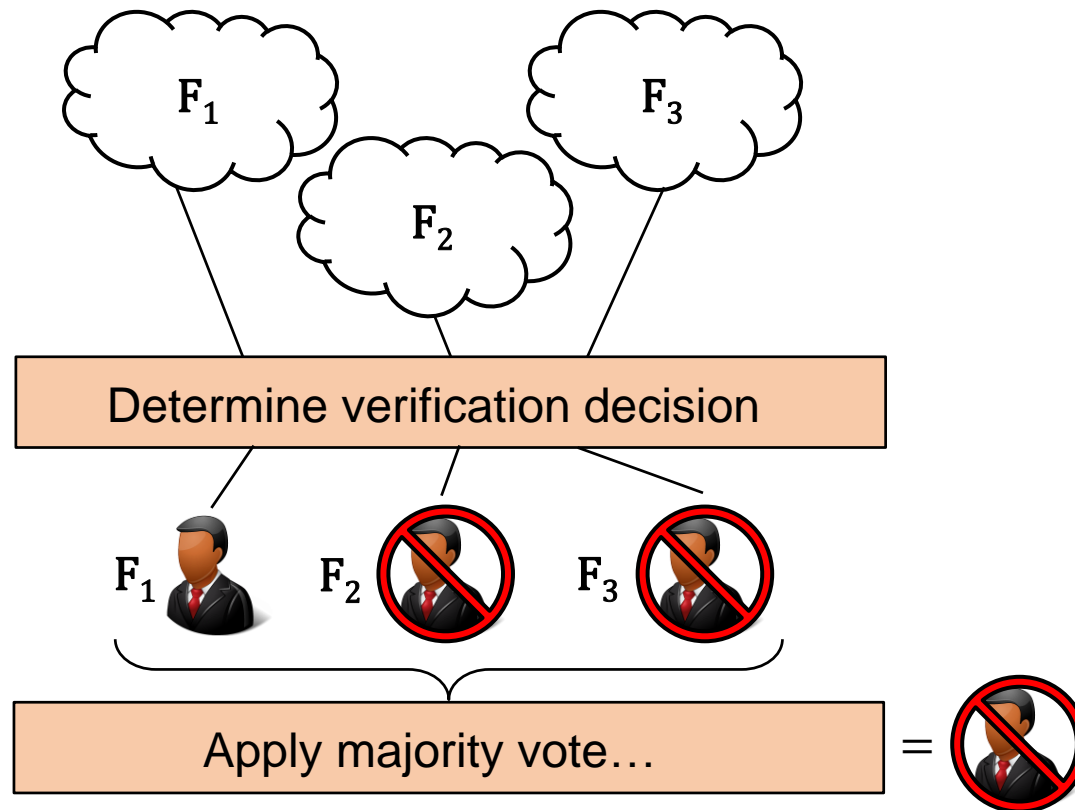 F₁
F₃
F₂
Determine verification decision
F₁ F₂ F₃
Apply majority vote… =